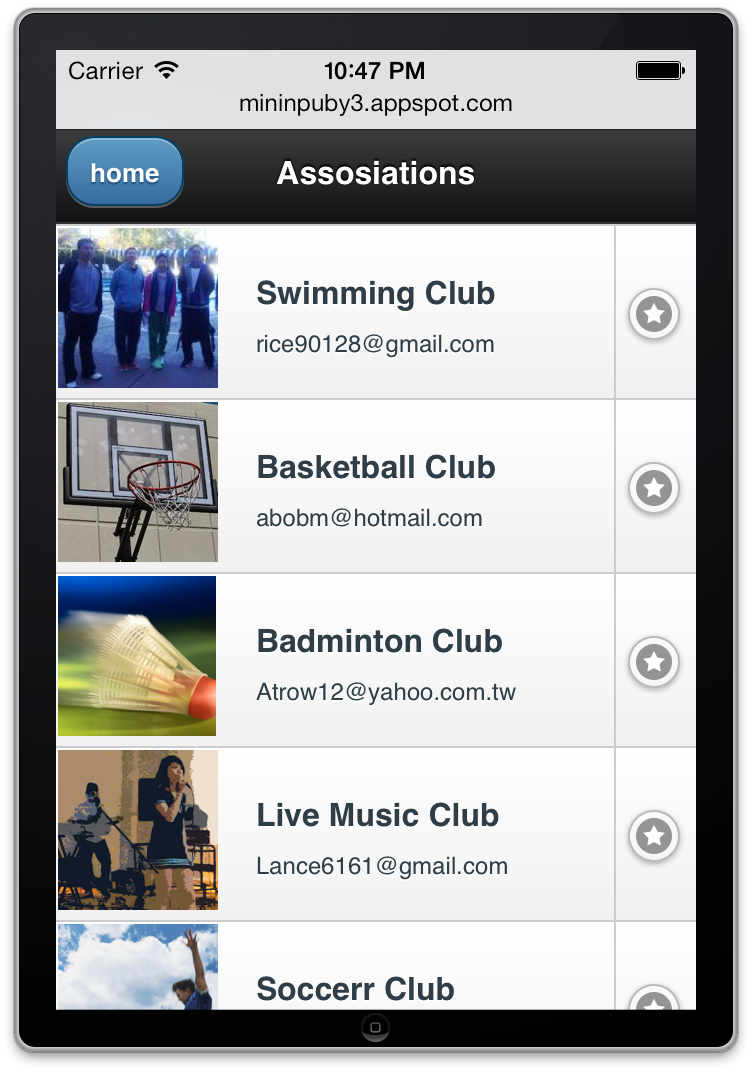 Carrier 10:47 PM
mininpuby3.appspot.com
home Assosiations
Swimming Club
rice90128@gmail.com
Basketball Club
abobm@hotmail.com
Badminton Club
Atrow12@yahoo.com.tw
Live Music Club
Lance6161@gmail.com
Soccerr Club